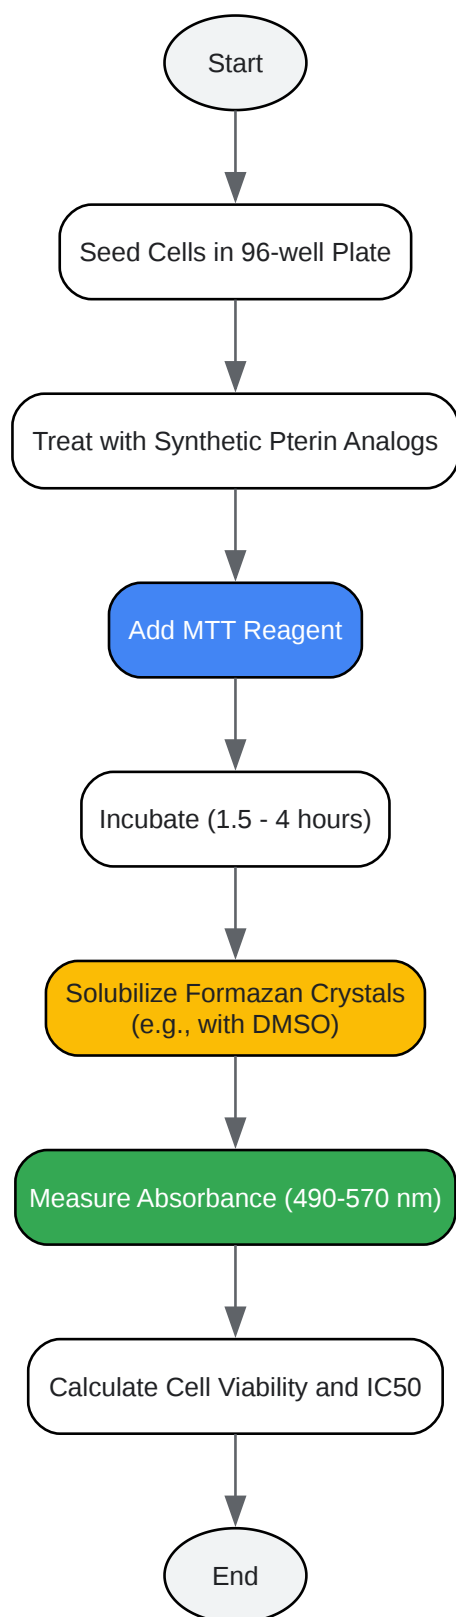 Start
Seed Cells in 96-well Plate
Treat with Synthetic Pterin Analogs
Add MTT Reagent
Incubate (1.5 - 4 hours)
Solubilize Formazan Crystals
(e.g., with DMSO)
Measure Absorbance (490-570 nm)
Calculate Cell Viability and IC50
End